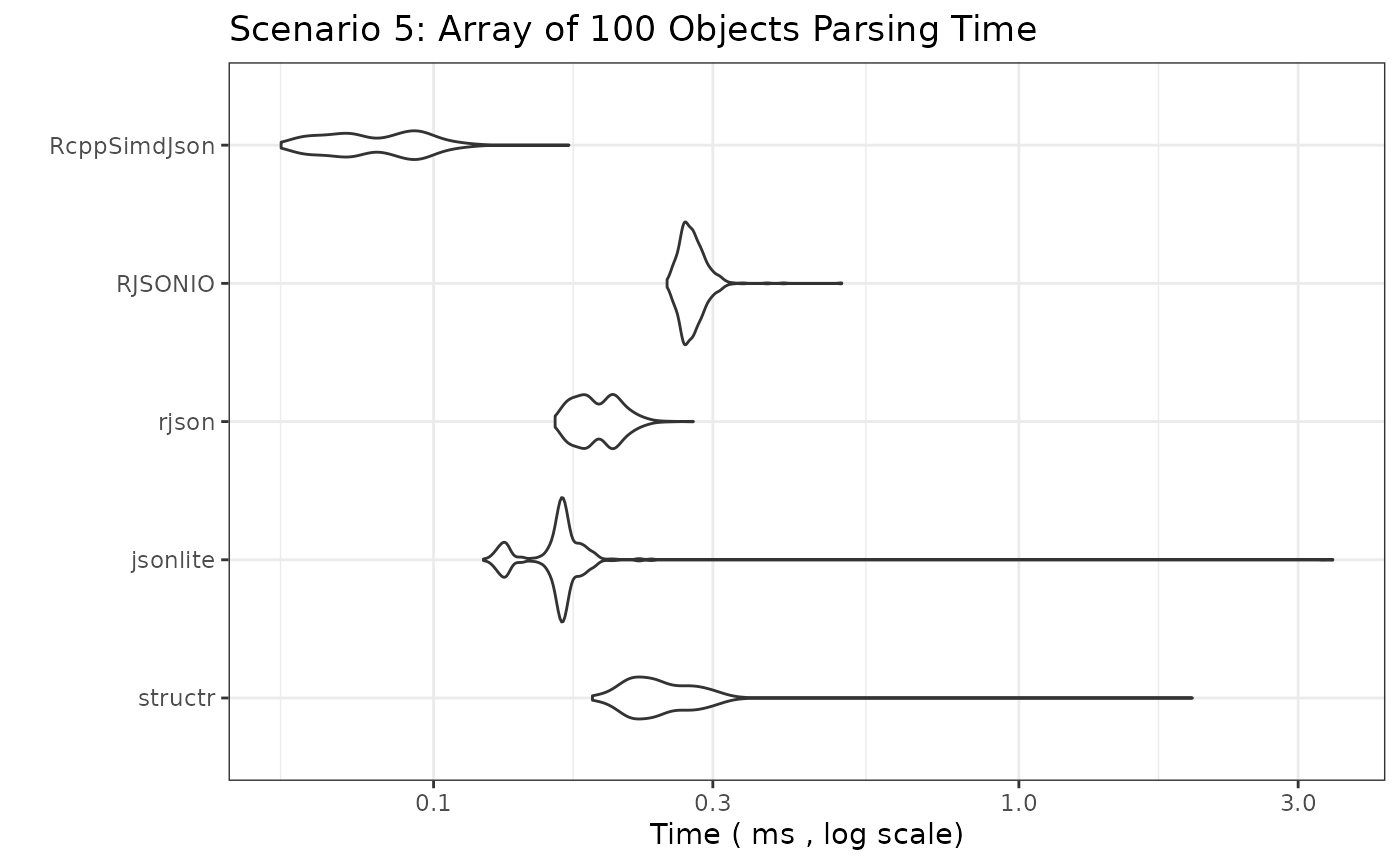 Scenario 5: Array of 100 Objects Parsing Time
RcppSimdJson
RJSONIO
rjson
jsonlite
structr
0.1 0.3 1.0 3.0
Time ( ms , log scale)